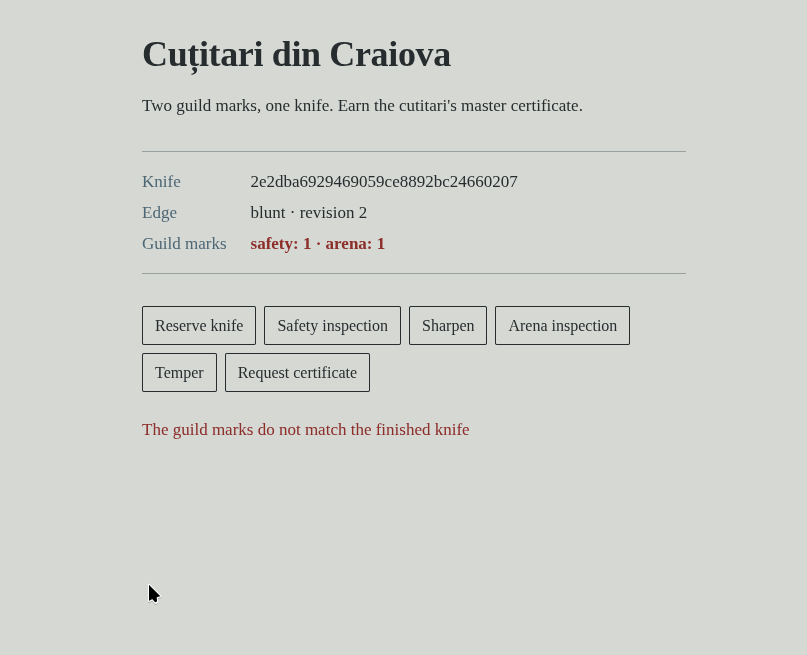 Cuțitari din Craiova
Two guild marks, one knife. Earn the cutitari's master certificate.
Knife 2e2dba6929469059ce8892bc24660207
Edge blunt · revision 2
Guild marks safety: 1 · arena: 1
Reserve knife Safety inspection Sharpen Arena inspection
Temper Request certificate
The guild marks do not match the finished knife